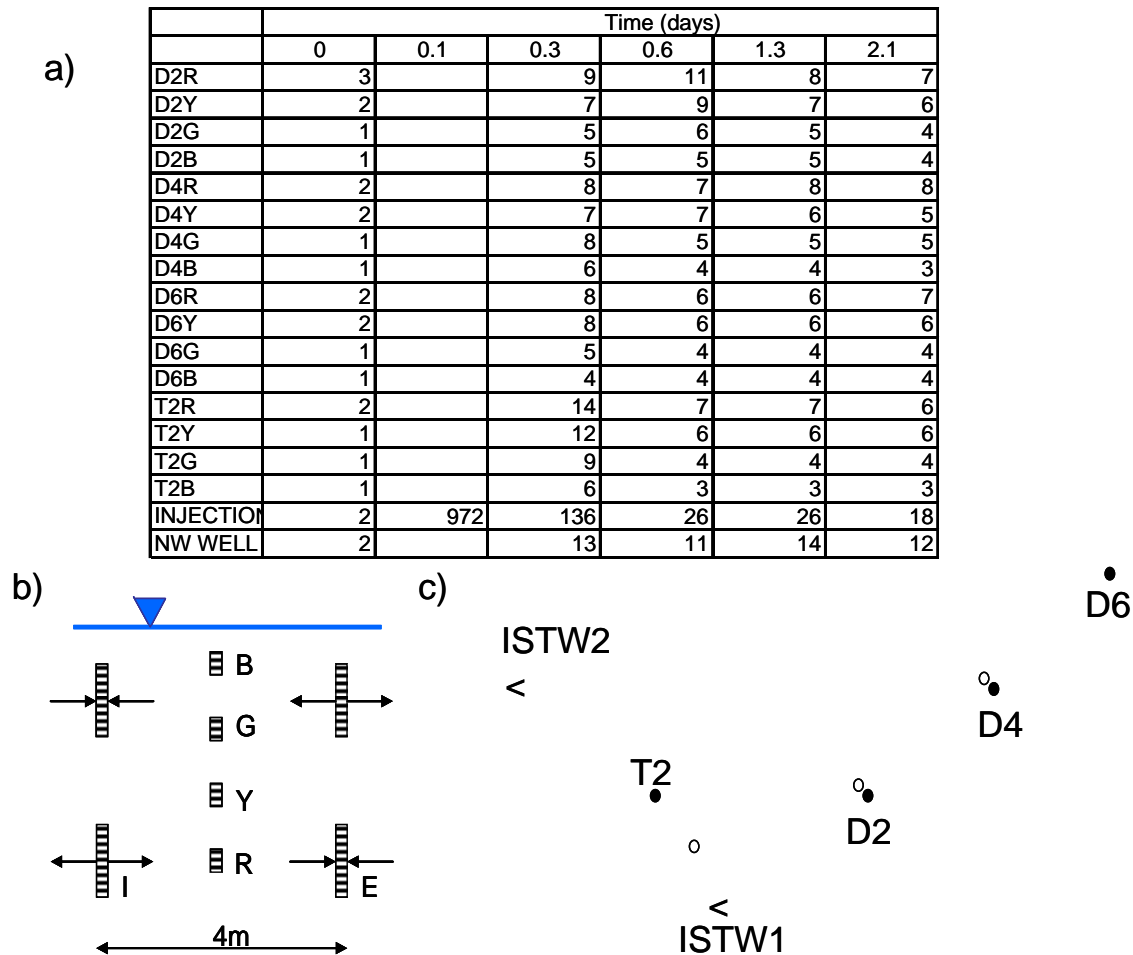 a)
Time (days)
0 0.1 0.3 0.6 1.3 2.1
D2R 3 9 11 8 7
D2Y 2 7 9 7 6
D2G 1 5 6 5 4
D2B 1 5 5 5 4
D4R 2 8 7 8 8
D4Y 2 7 7 6 5
D4G 1 8 5 5 5
D4B 1 6 4 4 3
D6R 2 8 6 6 7
D6Y 2 8 6 6 6
D6G 1 5 4 4 4
D6B 1 4 4 4 4
T2R 2 14 7 7 6
T2Y 1 12 6 6 6
T2G 1 9 4 4 4
T2B 1 6 3 3 3
INJECTION 2 972 136 26 26 18
NW WELL 2 13 11 14 12
b)
B
G
Y
R
I
E
4m
c)
D6
ISTW2
<
D4
T2
D2
<
ISTW1